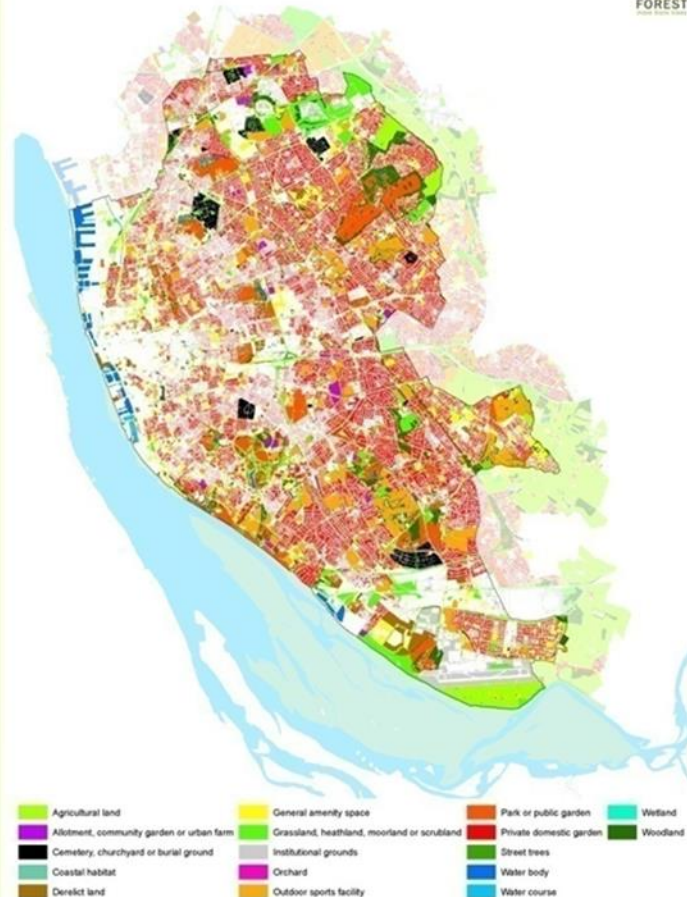 FOREST
Agricultural land
Allotment, community garden or urban farm
Cemetery, churchyard or burial ground
Coastal habitat
Derelict land
General amenity space
Grassland, heathland, moorland or scrubland
Institutional grounds
Orchard
Outdoor sports facility
Park or public garden
Private domestic garden
Street trees
Water body
Water course
Wetland
Woodland